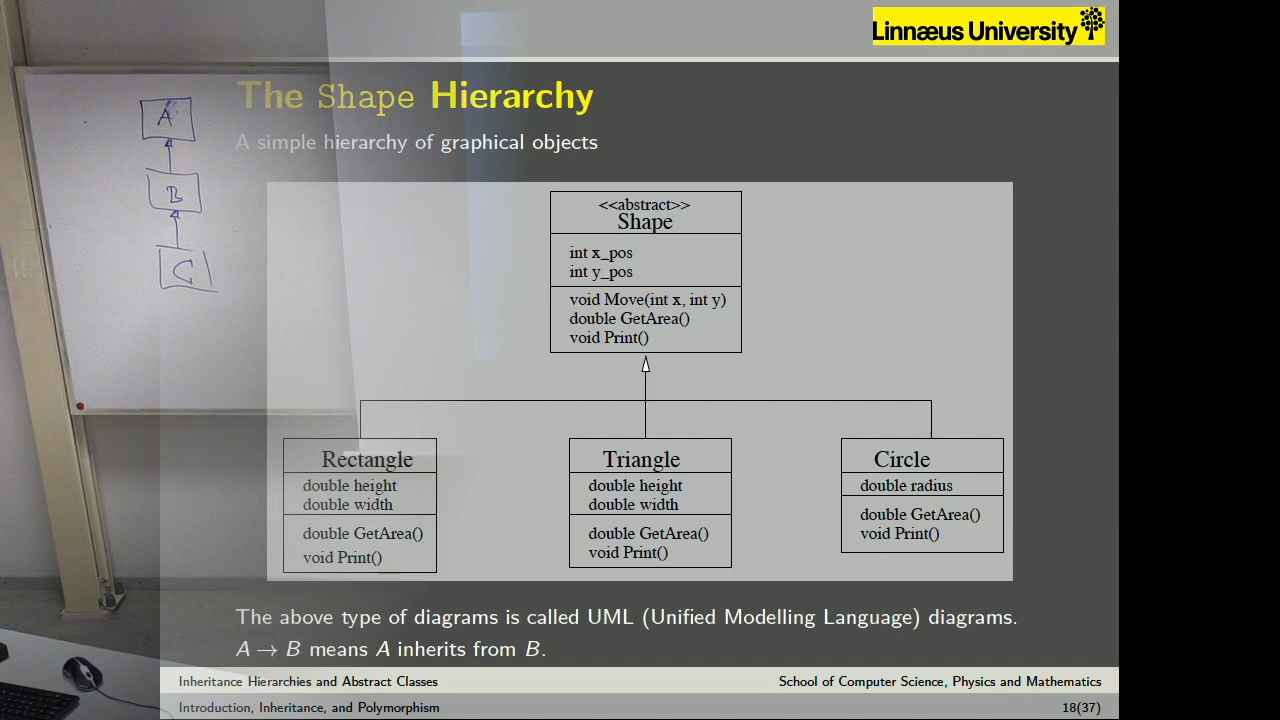 Linnæus University
The Shape Hierarchy
A simple hierarchy of graphical objects
A
B
C
<<abstract>>
Shape
int x_pos
int y_pos
void Move(int x, int y)
double GetArea()
void Print()
Rectangle
double height
double width
double GetArea()
void Print()
Triangle
double height
double width
double GetArea()
void Print()
Circle
double radius
double GetArea()
void Print()
The above type of diagrams is called UML (Unified Modelling Language) diagrams.
A → B means A inherits from B.
Inheritance Hierarchies and Abstract Classes
School of Computer Science, Physics and Mathematics
Introduction, Inheritance, and Polymorphism
18(37)